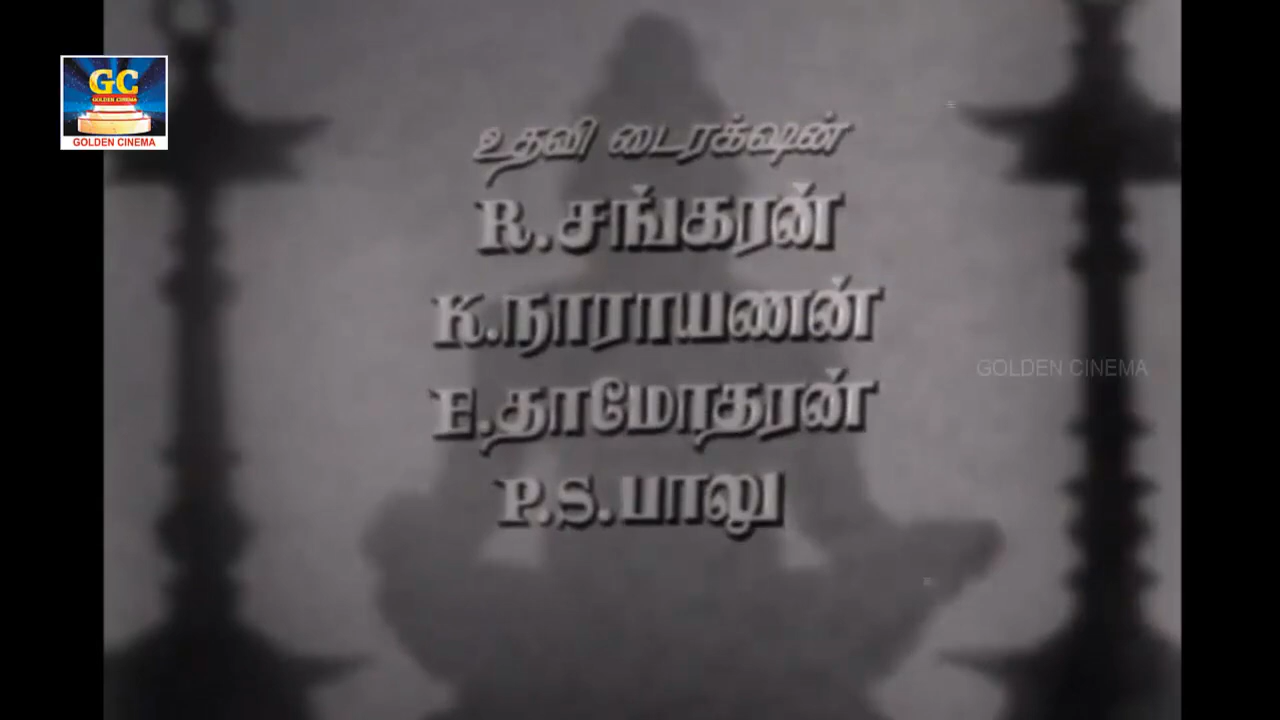 GC
GOLDEN CINEMA
GOLDEN CINEMA
உதவி டைரக்‌ஷன்
R. சங்கரன்
K. நாராயணன்
GOLDEN CINEMA
E. தாமோதரன்
P.S. பாலு